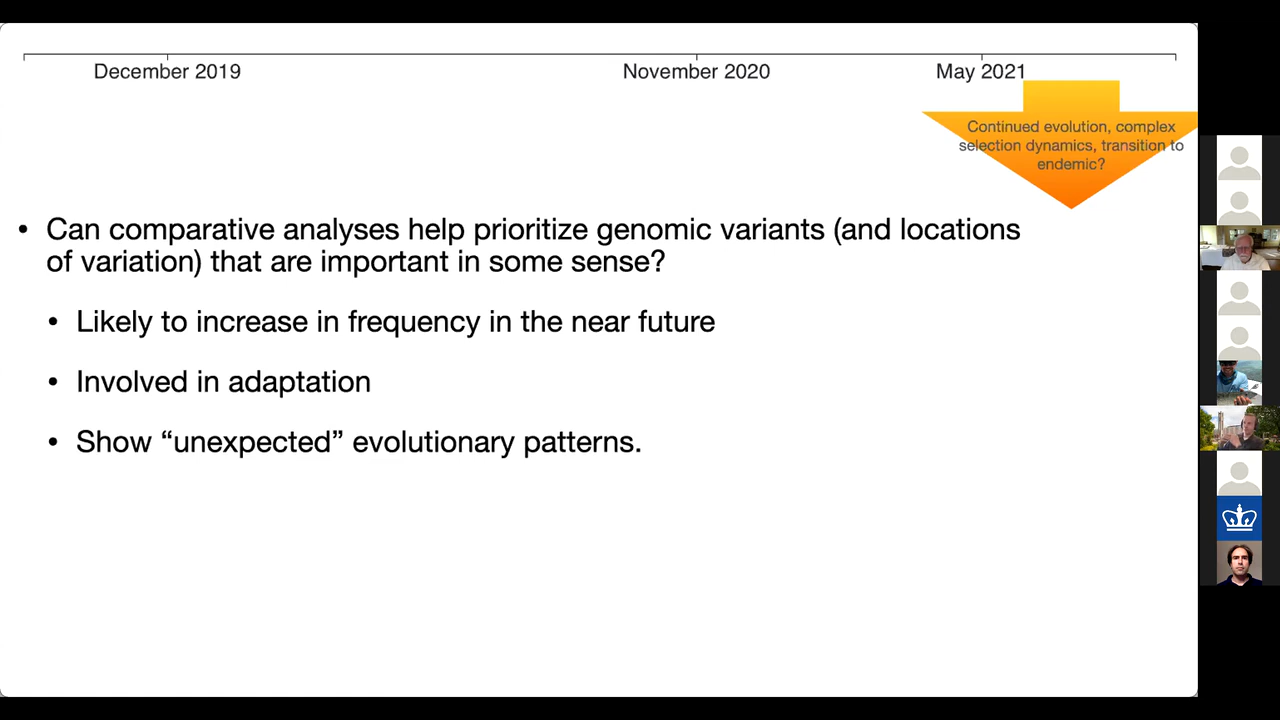 December 2019
November 2020
May 2021
Continued evolution, complex
selection dynamics, transition to
endemic?
• Can comparative analyses help prioritize genomic variants (and locations
of variation) that are important in some sense?
• Likely to increase in frequency in the near future
• Involved in adaptation
• Show “unexpected” evolutionary patterns.